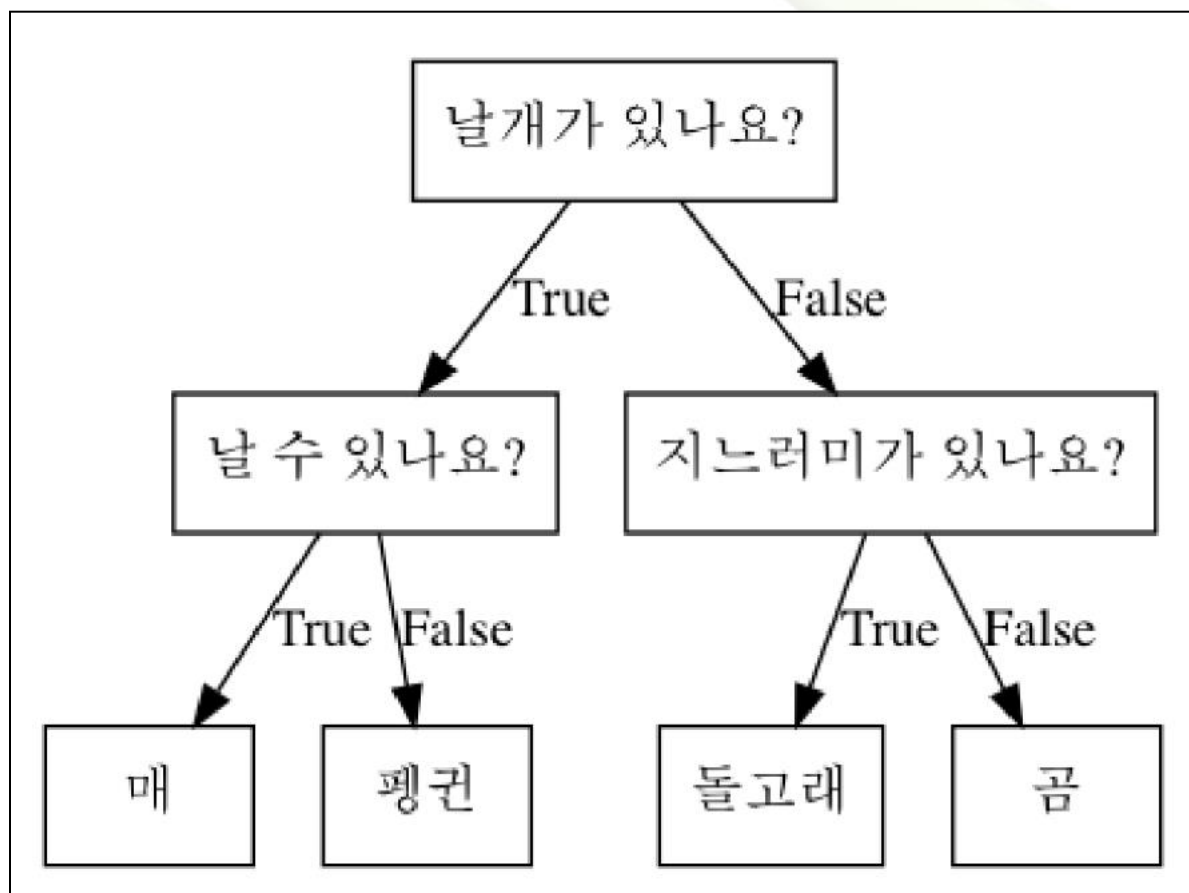 날개가 있나요?
True
False
날 수 있나요?
지느러미가 있나요?
True
False
True
False
매
펭귄
돌고래
곰